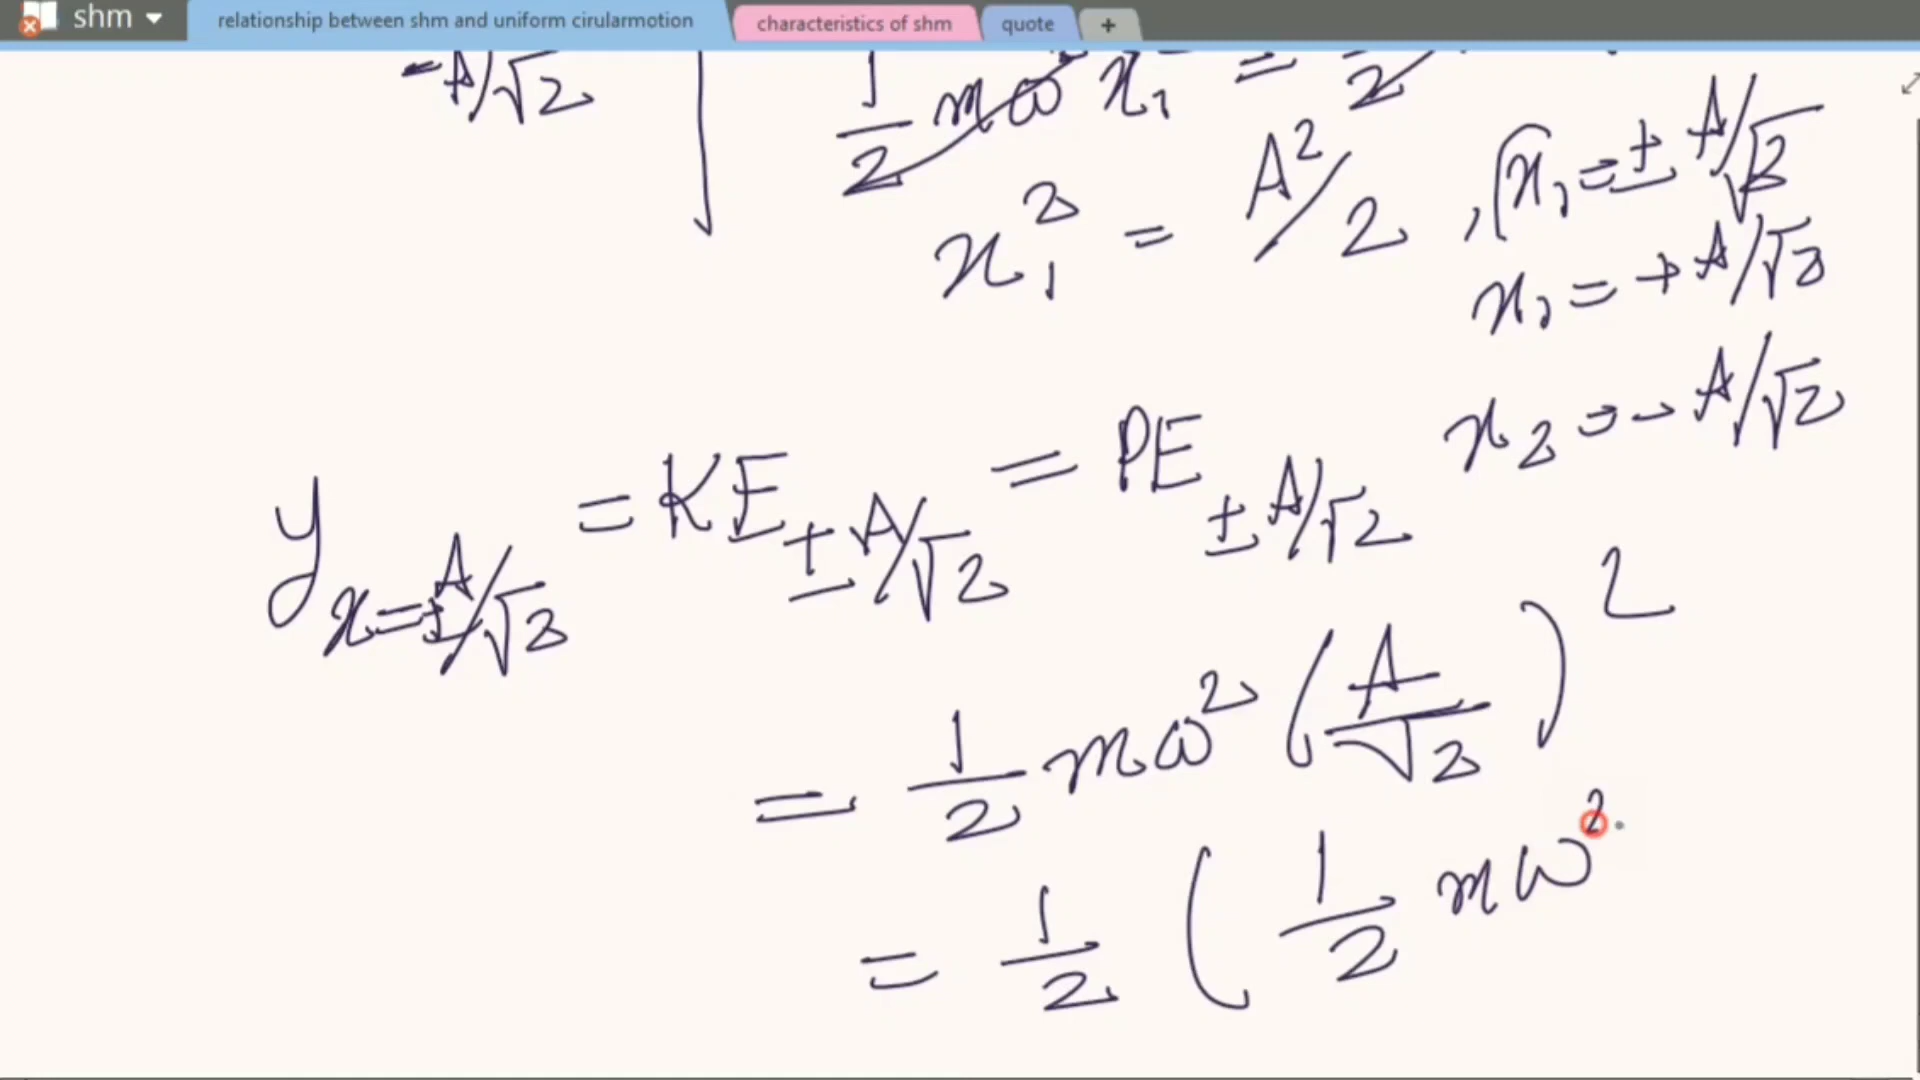 shm
relationship between shm and uniform cirularmotion
characteristics of shm
quote
+
-A/√2
1/2 mω² x₁ = /2
x₁² = A²/2 , x₁ = ± A/√2
x₁ = + A/√2
x₂ = - A/√2
y x=±A/√2 = KE ±A/√2 = PE ±A/√2
= 1/2 mω² (A/√2)²
= 1/2 ( 1/2 mω²